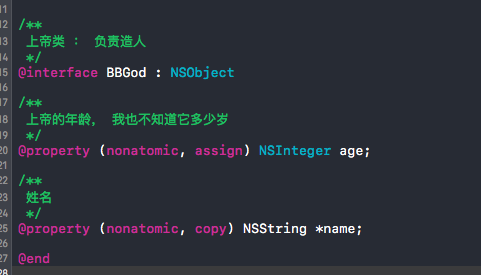 11
12 /**
13 上帝类 ： 负责造人
14 */
15 @interface BBGod : NSObject
16
17 /**
18 上帝的年龄， 我也不知道它多少岁
19 */
20 @property (nonatomic, assign) NSInteger age;
21
22 /**
23 姓名
24 */
25 @property (nonatomic, copy) NSString *name;
26
27 @end
28